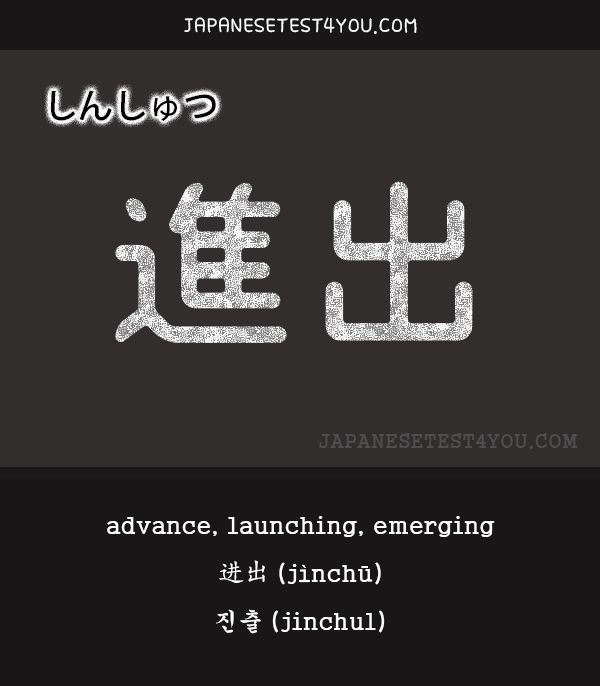 JAPANESETEST4YOU.COM
しんしゅつ
進出
JAPANESETEST4YOU.COM
advance, launching, emerging
进出 (jìnchū)
진출 (jinchul)